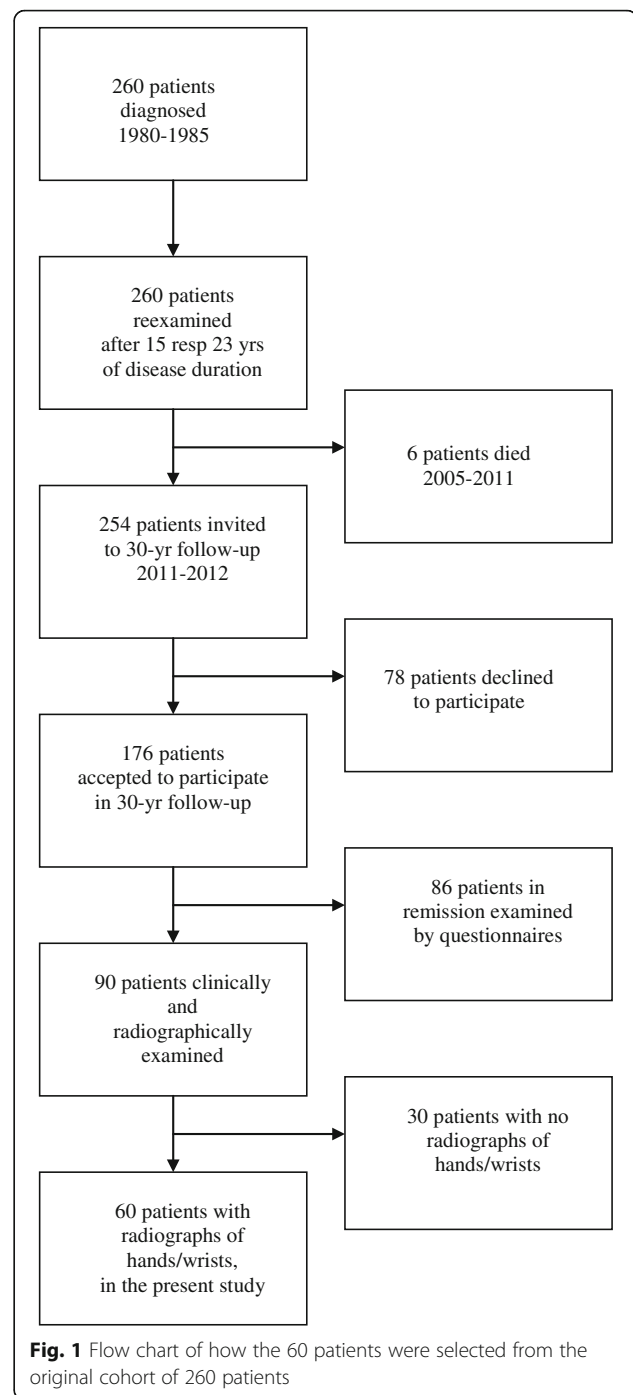 260 patients
diagnosed
1980-1985
260 patients
reexamined
after 15 resp 23 yrs
of disease duration
6 patients died
2005-2011
254 patients invited
to 30-yr follow-up
2011-2012
78 patients declined
to participate
176 patients
accepted to participate
in 30-yr follow-up
86 patients in
remission examined
by questionnaires
90 patients clinically
and
radiographically
examined
30 patients with no
radiographs of
hands/wrists
60 patients with
radiographs of
hands/wrists,
in the present study
Fig. 1 Flow chart of how the 60 patients were selected from the
original cohort of 260 patients